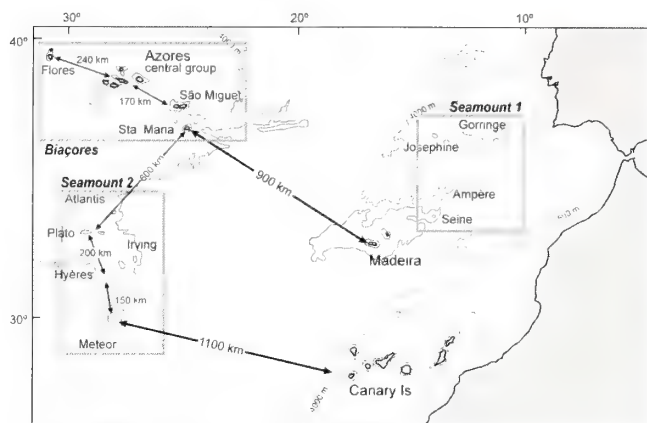 30°
20°
10°
40°
Azores
central group
240 km
Flores
170 km
São Miguel
Sta Maria
Biaçores
4000 m
Seamount 1
Gorringe
Josephine
Ampère
Seine
600 km
900 km
Madeira
Seamount 2
Atlantis
Plato
Irving
200 km
Hyères
150 km
30°
Meteor
1100 km
4000 m
Canary Is